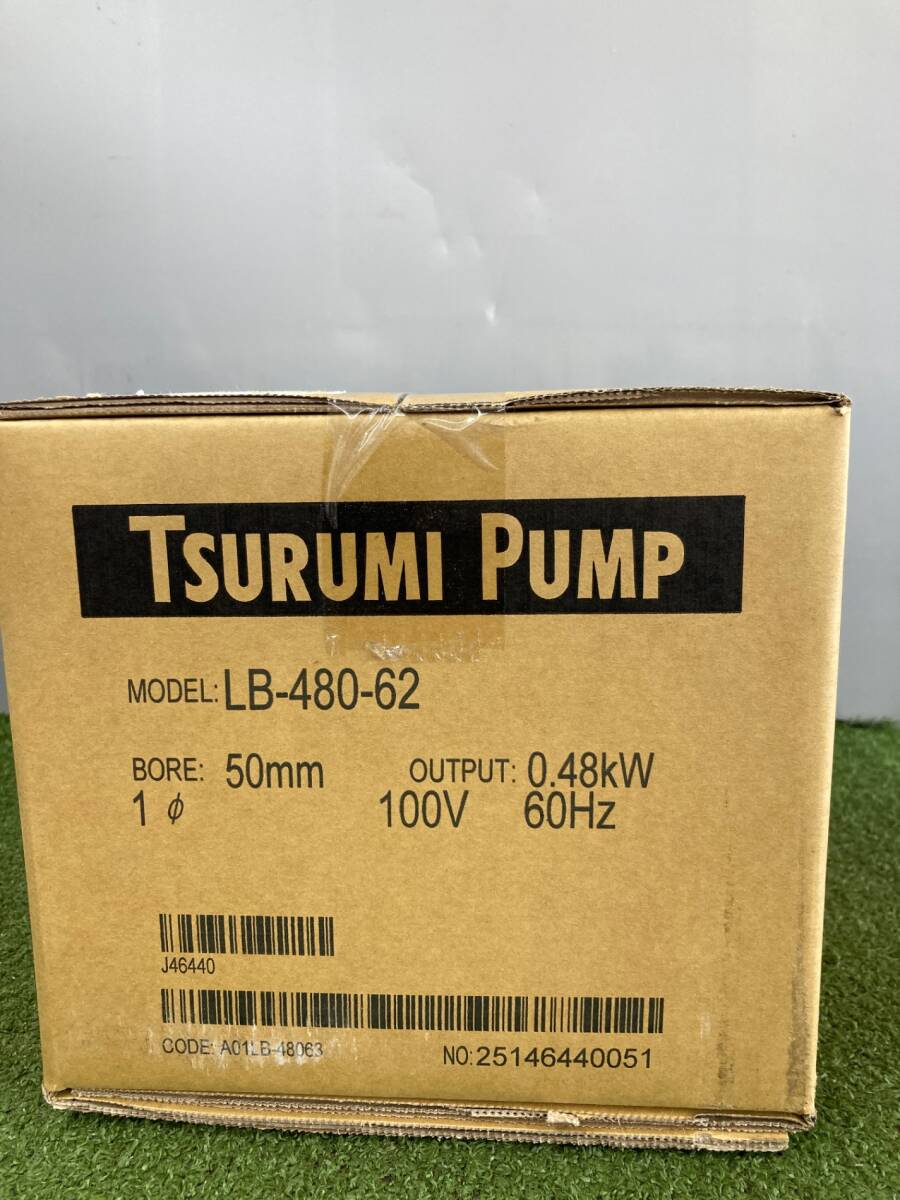 TSURUMI PUMP
MODEL: LB-480-62
BORE: 50mm OUTPUT: 0.48kW
1 φ 100V 60Hz
J46440
CODE: A01LB-48063 NO: 25146440051